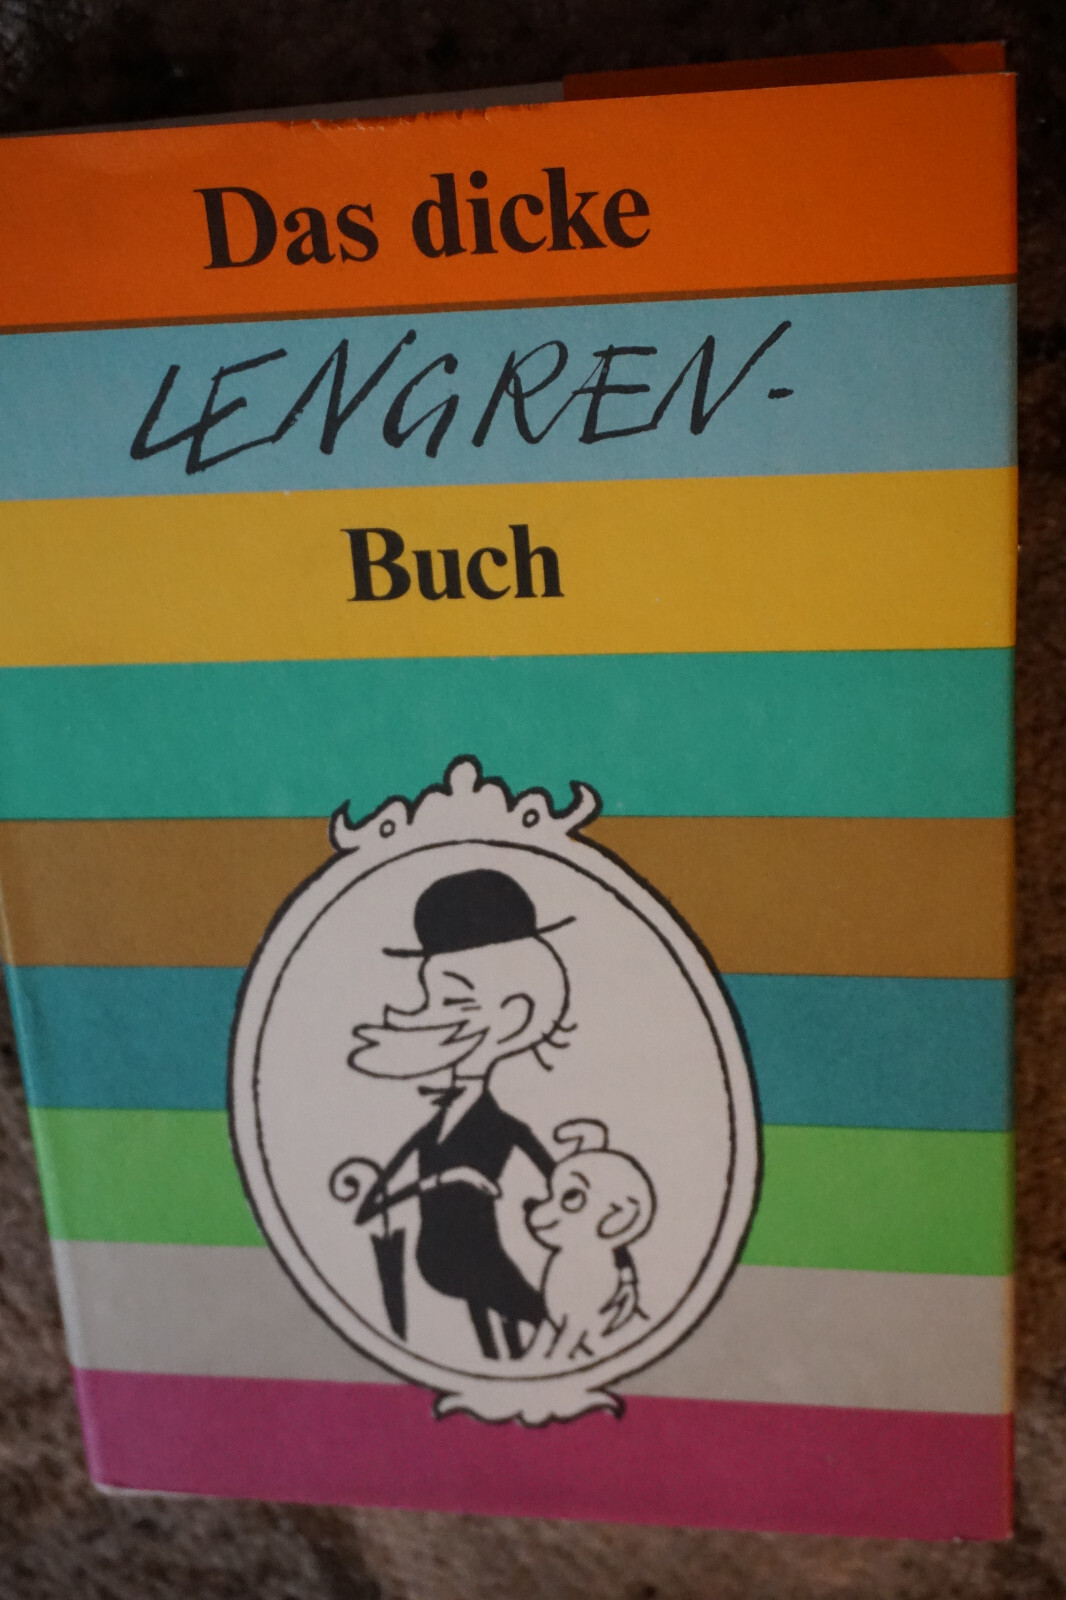 Das dicke
LENGREN-
Buch